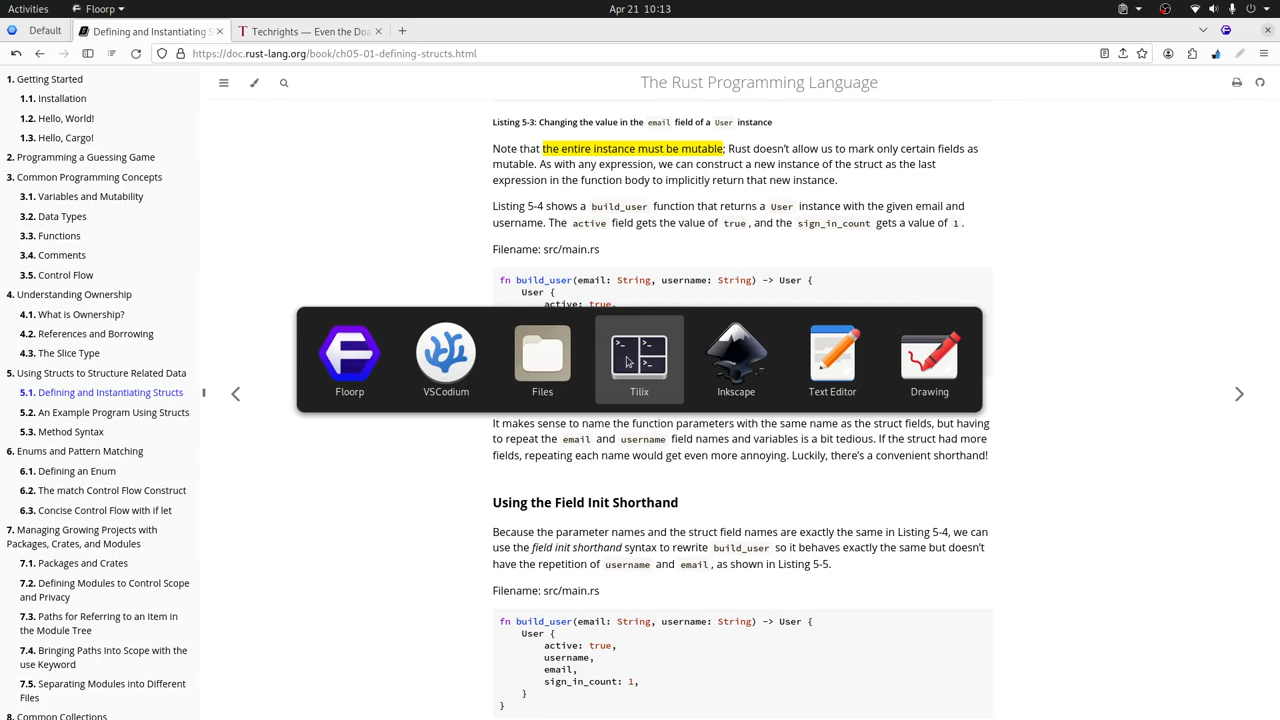 Activities
Floorp
Apr 21 10:13
Default
Defining and Instantiating S
Techrights — Even the Doa
https://doc.rust-lang.org/book/ch05-01-defining-structs.html
1. Getting Started
1.1. Installation
1.2. Hello, World!
1.3. Hello, Cargo!
2. Programming a Guessing Game
3. Common Programming Concepts
3.1. Variables and Mutability
3.2. Data Types
3.3. Functions
3.4. Comments
3.5. Control Flow
4. Understanding Ownership
4.1. What is Ownership?
4.2. References and Borrowing
4.3. The Slice Type
5. Using Structs to Structure Related Data
5.1. Defining and Instantiating Structs
5.2. An Example Program Using Structs
5.3. Method Syntax
6. Enums and Pattern Matching
6.1. Defining an Enum
6.2. The match Control Flow Construct
6.3. Concise Control Flow with if let
7. Managing Growing Projects with
Packages, Crates, and Modules
7.1. Packages and Crates
7.2. Defining Modules to Control Scope
and Privacy
7.3. Paths for Referring to an Item in
the Module Tree
7.4. Bringing Paths Into Scope with the
use Keyword
7.5. Separating Modules into Different
Files
8. Common Collections
The Rust Programming Language
Listing 5-3: Changing the value in the email field of a User instance
Note that the entire instance must be mutable; Rust doesn’t allow us to mark only certain fields as
mutable. As with any expression, we can construct a new instance of the struct as the last
expression in the function body to implicitly return that new instance.
Listing 5-4 shows a build_user function that returns a User instance with the given email and
username. The active field gets the value of true, and the sign_in_count gets a value of 1.
Filename: src/main.rs
fn build_user(email: String, username: String) -> User {
User {
active: true,
Floorp
VSCodium
Files
Tilix
Inkscape
Text Editor
Drawing
It makes sense to name the function parameters with the same name as the struct fields, but having
to repeat the email and username field names and variables is a bit tedious. If the struct had more
fields, repeating each name would get even more annoying. Luckily, there’s a convenient shorthand!
Using the Field Init Shorthand
Because the parameter names and the struct field names are exactly the same in Listing 5-4, we can
use the field init shorthand syntax to rewrite build_user so it behaves exactly the same but doesn’t
have the repetition of username and email, as shown in Listing 5-5.
Filename: src/main.rs
fn build_user(email: String, username: String) -> User {
User {
active: true,
username,
email,
sign_in_count: 1,
}
}